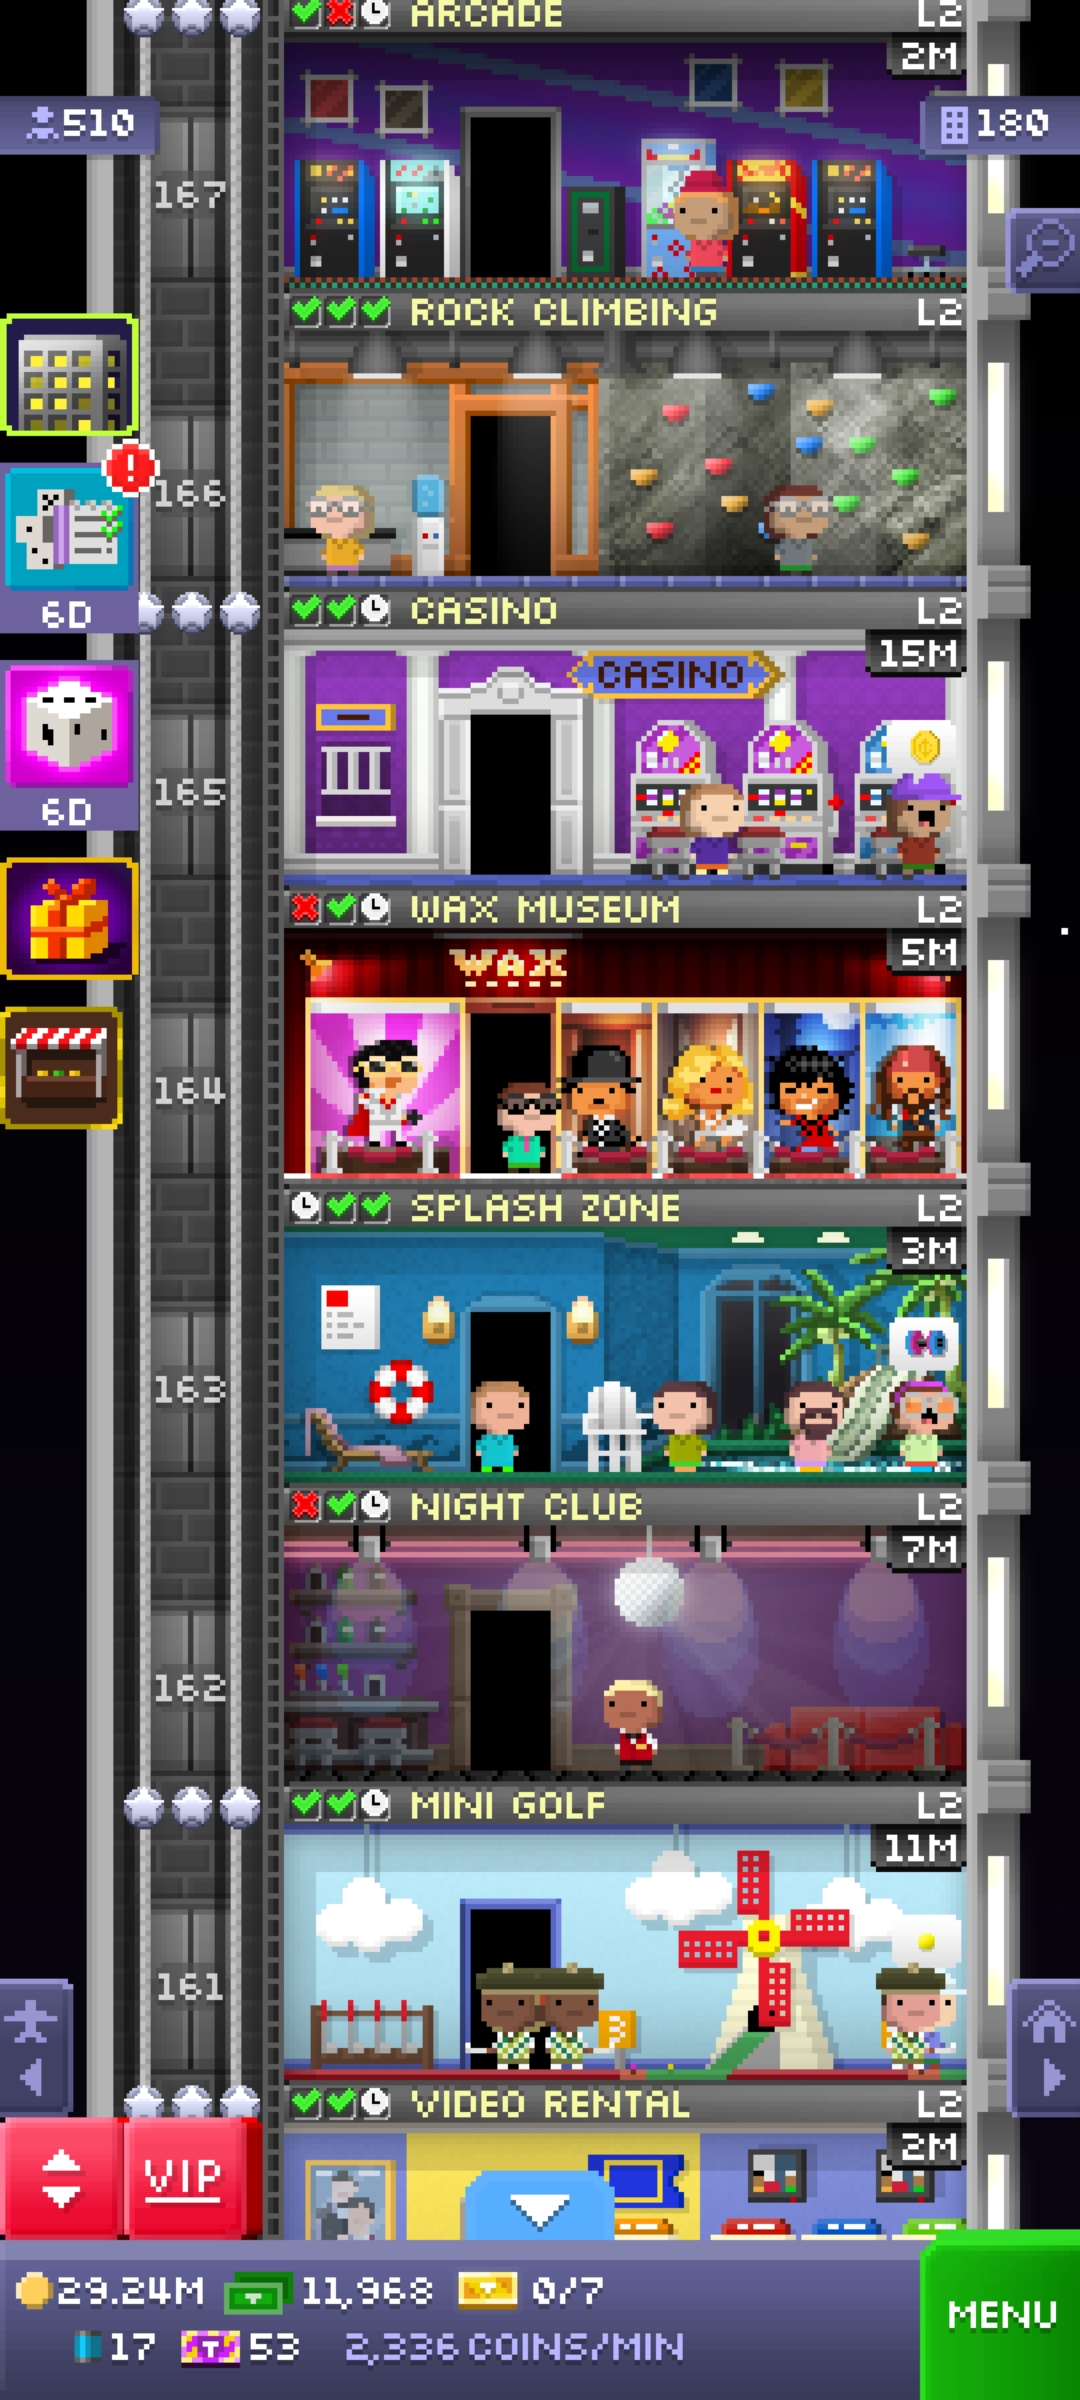 ARCADE L2
2M
510
180
167
ROCK CLIMBING L2
166
6D
CASINO L2
15M
CASINO
6D
165
WAX MUSEUM L2
5M
WAX
164
SPLASH ZONE L2
3M
163
NIGHT CLUB L2
7M
162
MINI GOLF L2
11M
161
3
VIDEO RENTAL L2
2M
VIP
29.24M 11,968 0/7
MENU
17 53 2,336 COINS/MIN